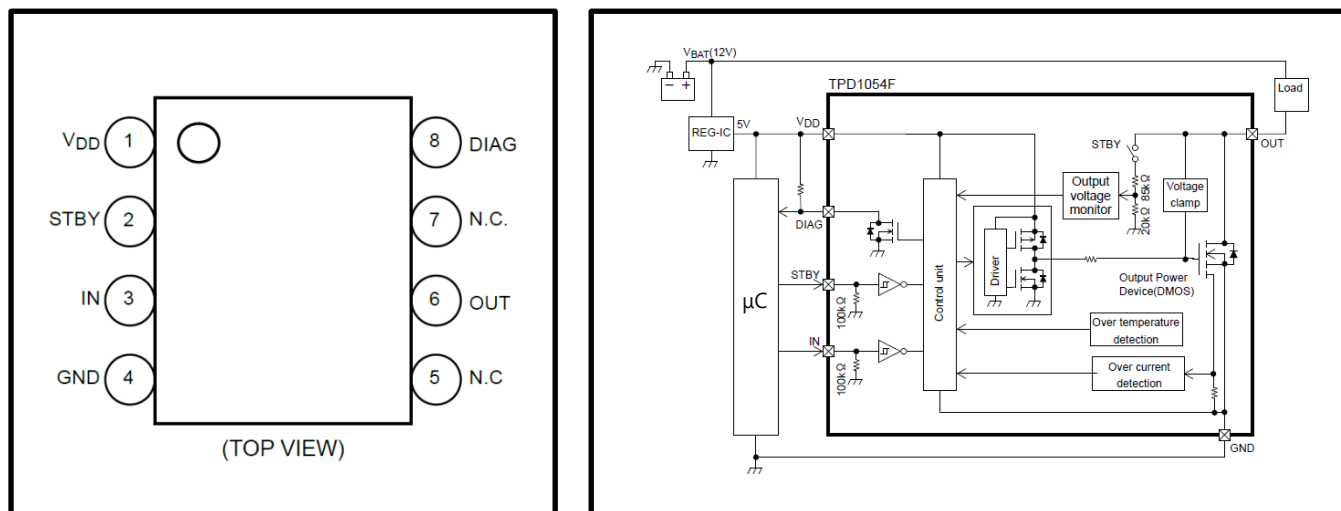 VDD
1
8
DIAG
STBY
2
7
N.C.
IN
3
6
OUT
GND
4
5
N.C
(TOP VIEW)
VBAT(12V)
− +
TPD1054F
Load
REG-IC
5V
VDD
OUT
STBY
Output
voltage
monitor
85kΩ
20kΩ
Voltage
clamp
DIAG
Driver
Output Power
Device(DMOS)
STBY
µC
100kΩ
Control unit
Over temperature
detection
IN
100kΩ
Over current
detection
GND